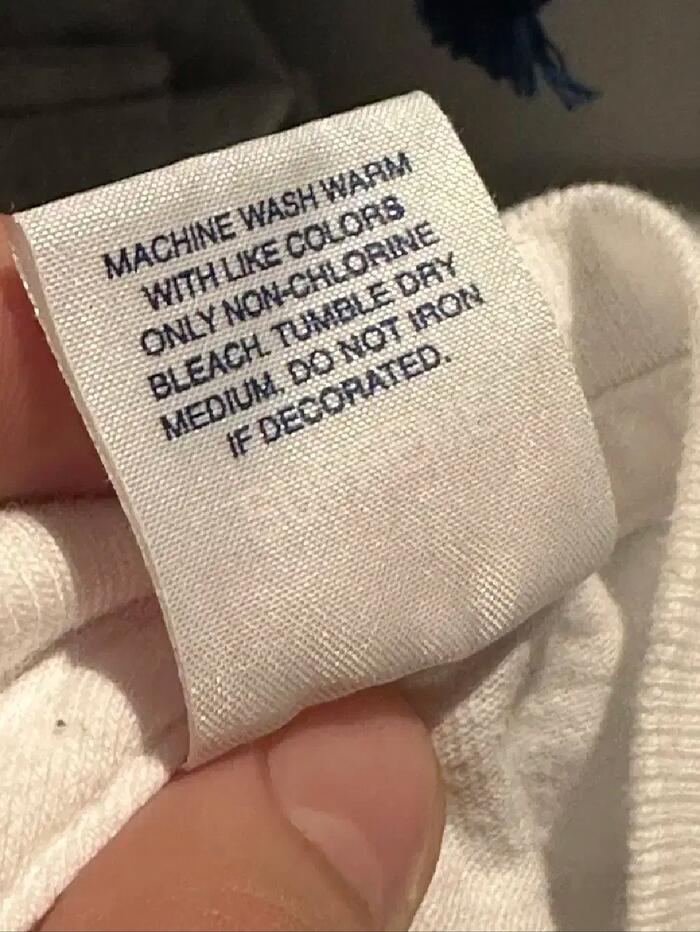 MACHINE WASH WARM
WITH LIKE COLORS
ONLY NON-CHLORINE
BLEACH. TUMBLE DRY
MEDIUM, DO NOT IRON
IF DECORATED.